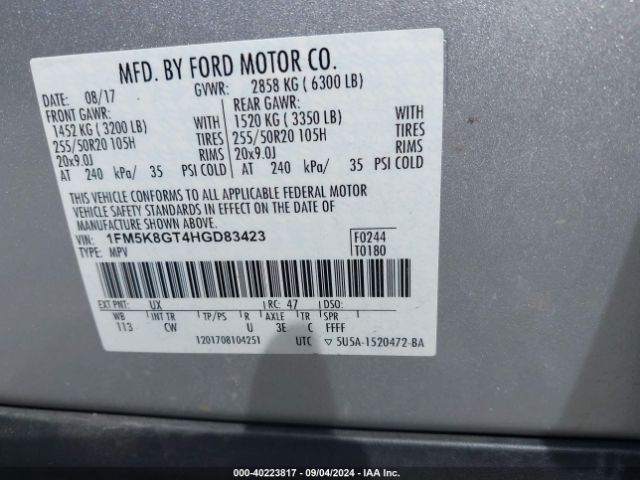 MFD. BY FORD MOTOR CO.
DATE: 08/17 GVWR: 2858 KG ( 6300 LB)
FRONT GAWR: REAR GAWR:
1452 KG ( 3200 LB) WITH 1520 KG ( 3350 LB) WITH
255/50R20 105H TIRES 255/50R20 105H TIRES
20x9.0J RIMS 20x9.0J RIMS
AT 240 kPa/ 35 PSI COLD AT 240 kPa/ 35 PSI COLD
THIS VEHICLE CONFORMS TO ALL APPLICABLE FEDERAL MOTOR
VEHICLE SAFETY STANDARDS IN EFFECT ON THE DATE OF
MANUFACTURE SHOWN ABOVE.
VIN: 1FM5K8GT4HGD83423 F0244
TYPE: MPV T0180
EXT PNT: UX RC: 47 DSO:
WB INT TR TP/PS R AXLE TR SPR
113 CW U 3E C FFFF
1201708104251 UTC ▽ 5U5A-1520472-BA
000-40223817 - 09/04/2024 - IAA Inc.